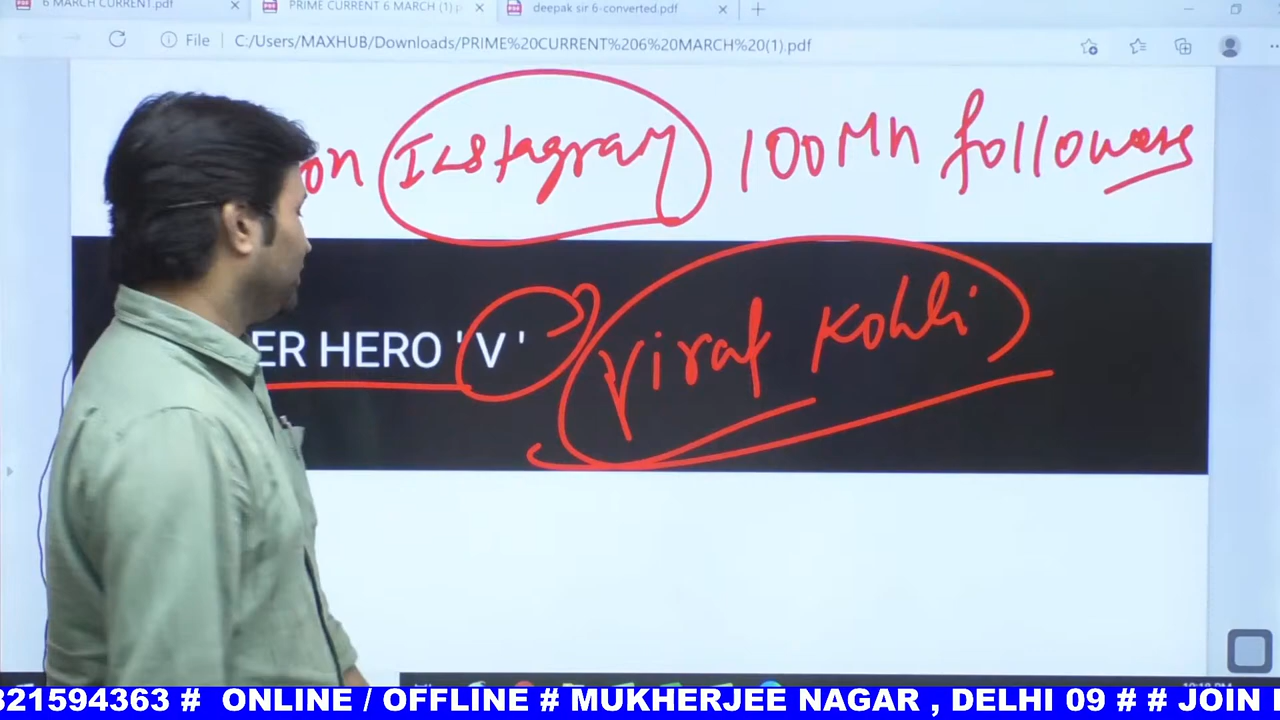 6 MARCH CURRENT.pdf
PRIME CURRENT 6 MARCH (1).p
deepak sir 6-converted.pdf
File C:/Users/MAXHUB/Downloads/PRIME%20CURRENT%206%20MARCH%20(1).pdf
on Instagram 100Mn followers
ER HERO ' V ' Virat Kohli
321594363 # ONLINE / OFFLINE # MUKHERJEE NAGAR , DELHI 09 # # JOIN